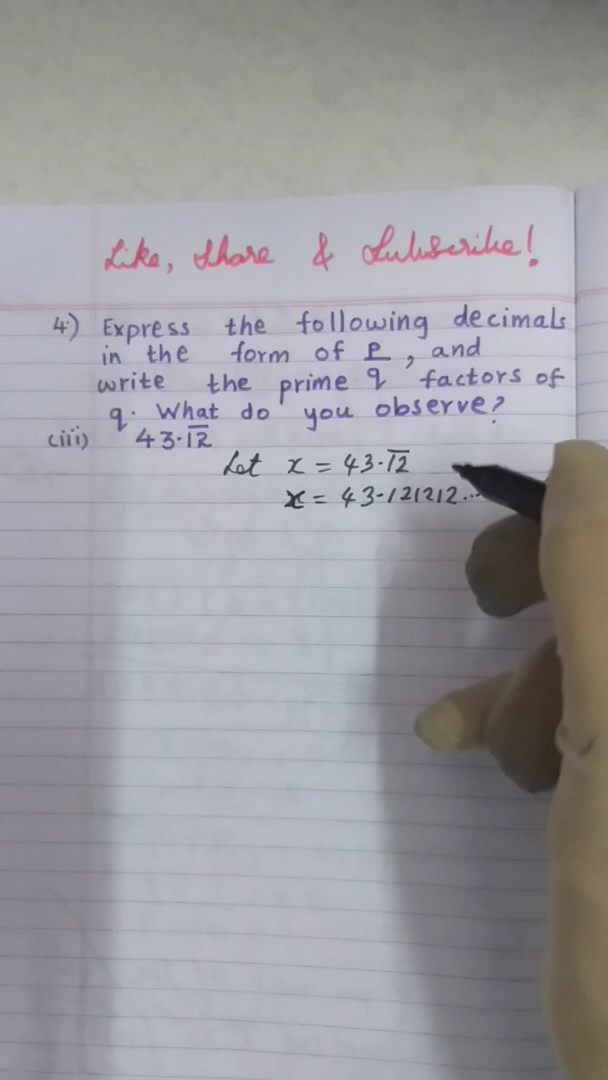 Like, Share & Subscribe!
4.) Express the following decimals
in the form of p/q, and
write the prime factors of
q. What do you observe?
(iii) 43.1̅2̅
Let x = 43.1̅2̅
x = 43.121212...